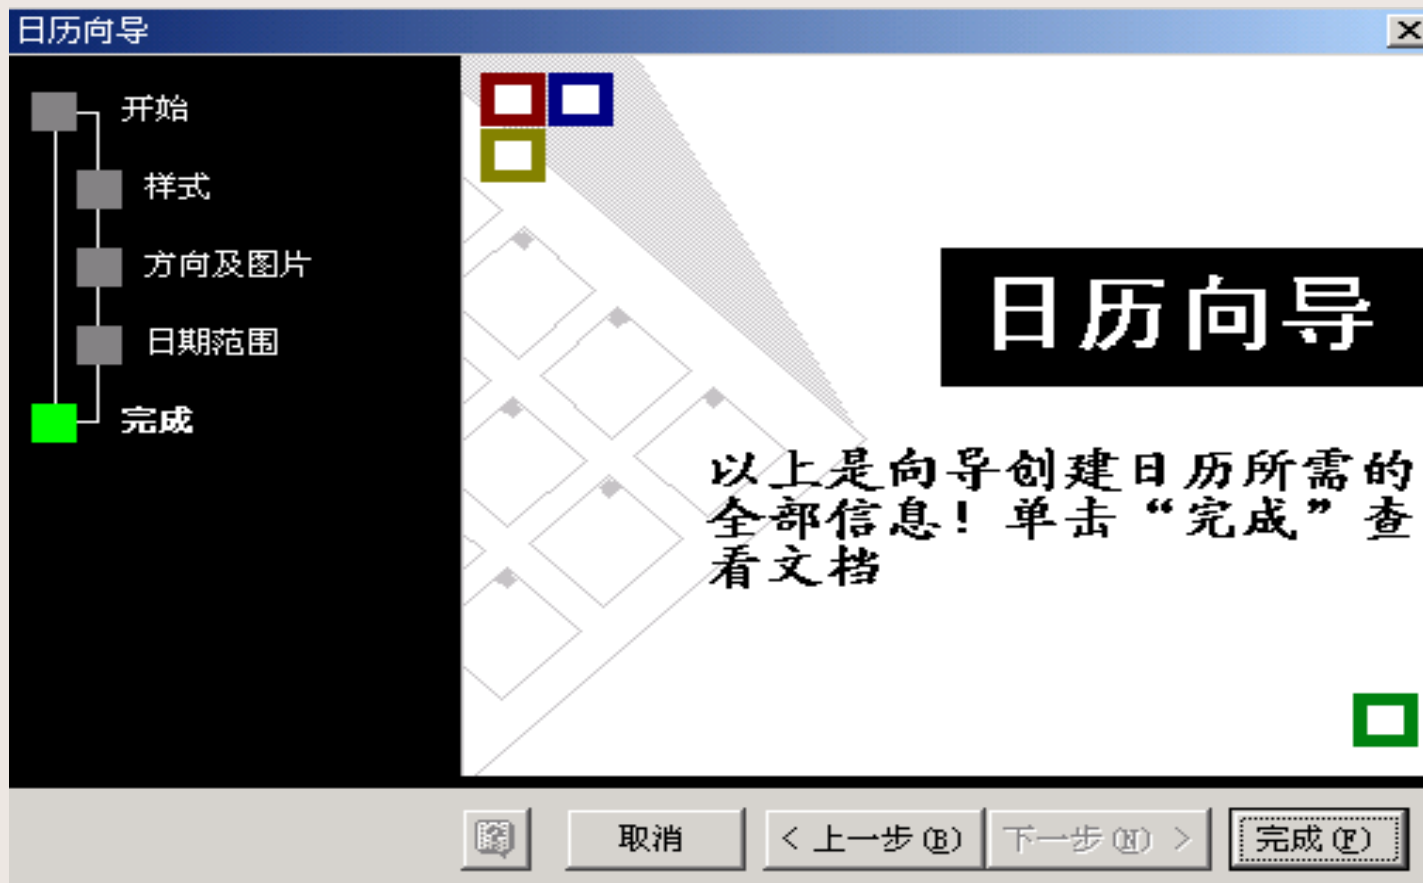 日历向导
开始
样式
方向及图片
日期范围
完成
日历向导
以上是向导创建日历所需的
全部信息！单击“完成”查
看文档
取消
< 上一步(B)
下一步(N) >
完成(F)